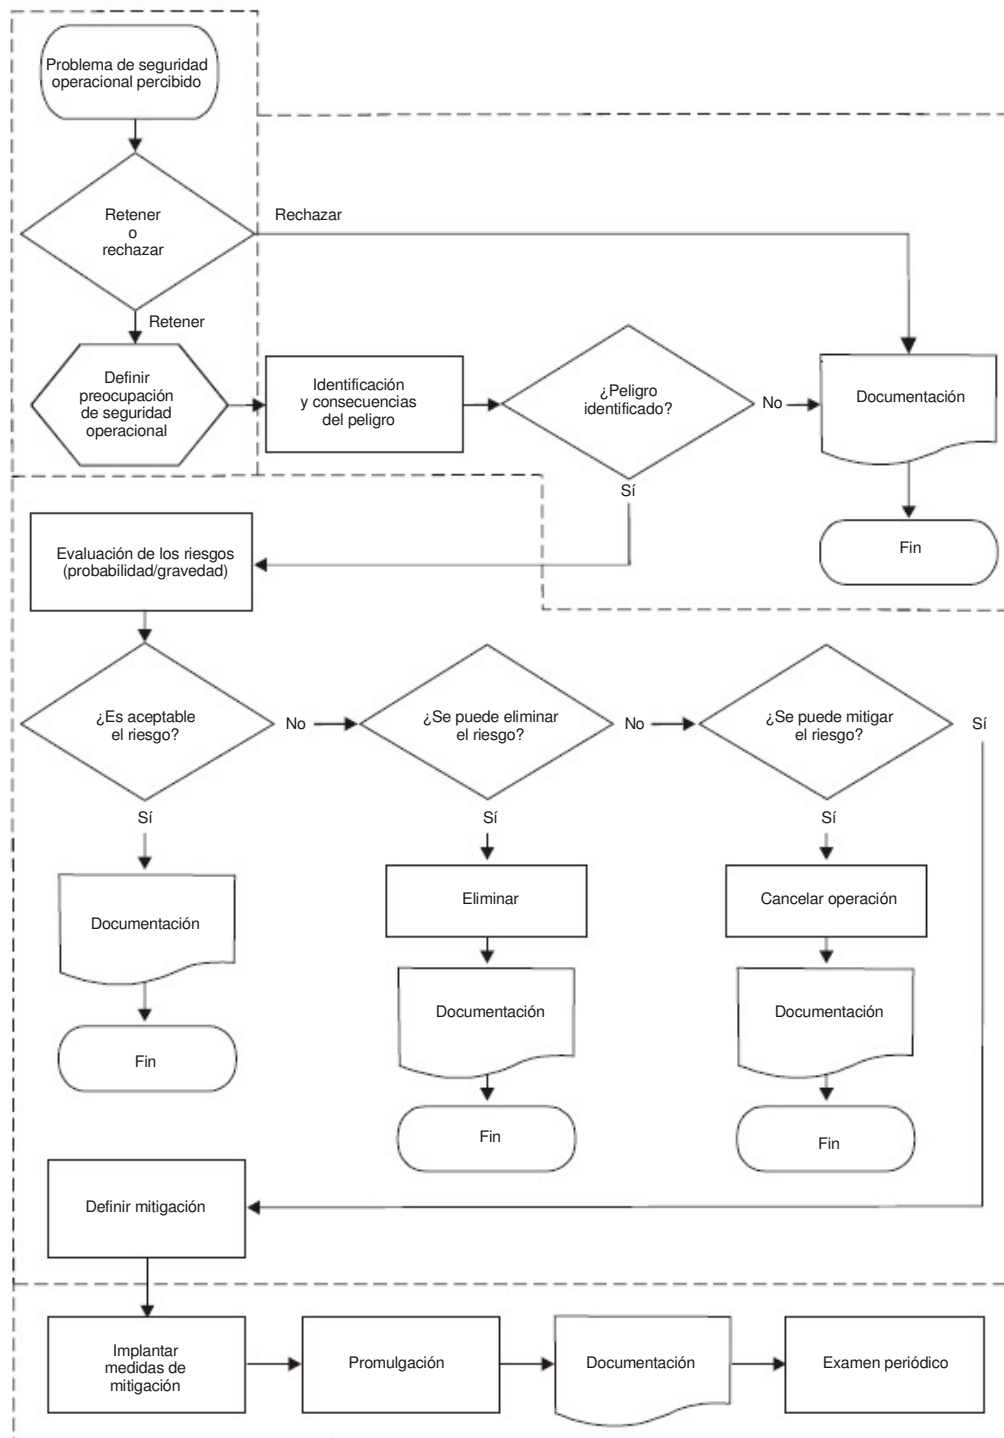 Problema de seguridad
operacional percibido
Retener
o
rechazar
Rechazar
Retener
Definir
preocupación
de seguridad
operacional
Identificación
y consecuencias
del peligro
¿Peligro
identificado?
No
Documentación
Sí
Fin
Evaluación de los riesgos
(probabilidad/gravedad)
¿Es aceptable
el riesgo?
No
¿Se puede eliminar
el riesgo?
No
¿Se puede mitigar
el riesgo?
Sí
Sí
Sí
Sí
Documentación
Eliminar
Cancelar operación
Documentación
Documentación
Fin
Fin
Fin
Definir mitigación
Implantar
medidas de
mitigación
Promulgación
Documentación
Examen periódico